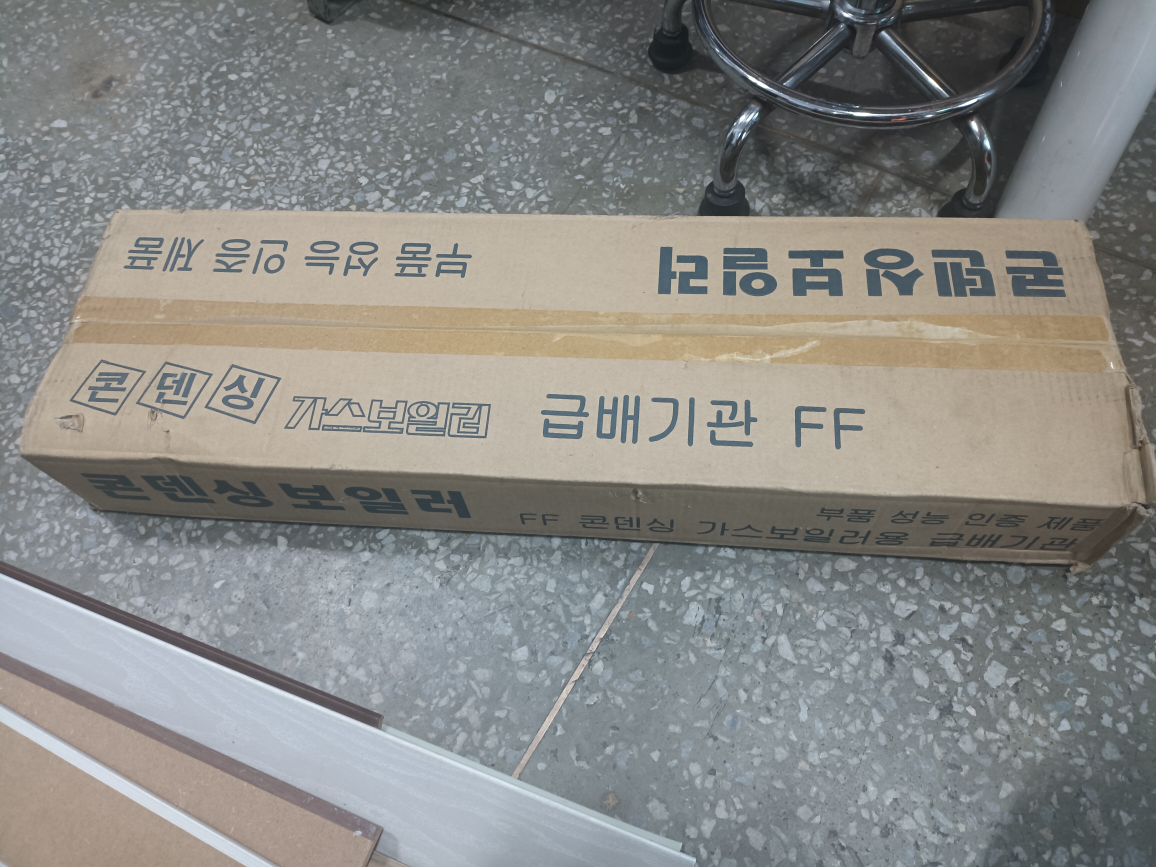 콘덴싱보일러
부품 성능 인증 제품
콘덴싱 가스보일러 급배기관 FF
콘덴싱보일러
부품 성능 인증 제품
FF 콘덴싱 가스보일러용 급배기관